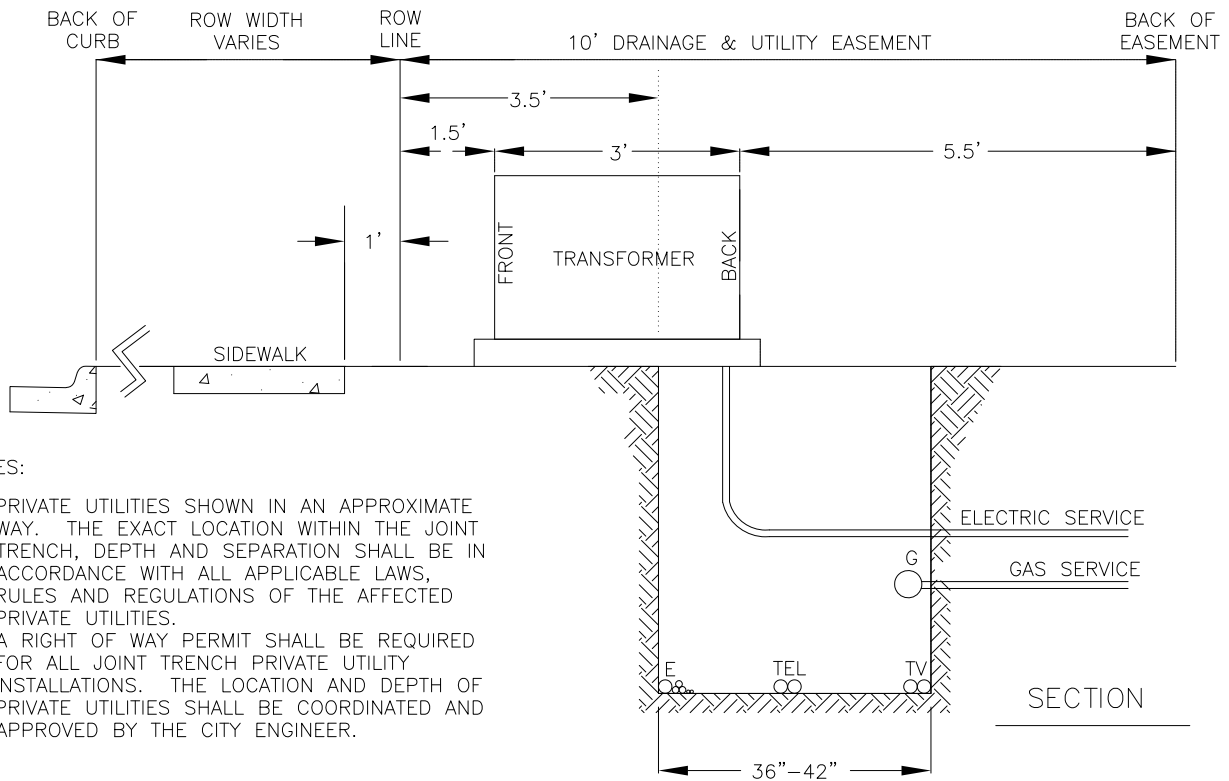 BACK OF
CURB
ROW WIDTH
VARIES
ROW
LINE
10' DRAINAGE & UTILITY EASEMENT
BACK OF
EASEMENT
3.5'
1.5'
3'
5.5'
1'
FRONT
TRANSFORMER
BACK
SIDEWALK
ES:
PRIVATE UTILITIES SHOWN IN AN APPROXIMATE
WAY. THE EXACT LOCATION WITHIN THE JOINT
TRENCH, DEPTH AND SEPARATION SHALL BE IN
ACCORDANCE WITH ALL APPLICABLE LAWS,
RULES AND REGULATIONS OF THE AFFECTED
PRIVATE UTILITIES.
A RIGHT OF WAY PERMIT SHALL BE REQUIRED
FOR ALL JOINT TRENCH PRIVATE UTILITY
INSTALLATIONS. THE LOCATION AND DEPTH OF
PRIVATE UTILITIES SHALL BE COORDINATED AND
APPROVED BY THE CITY ENGINEER.
ELECTRIC SERVICE
G
GAS SERVICE
E
TEL
TV
SECTION
36"-42"